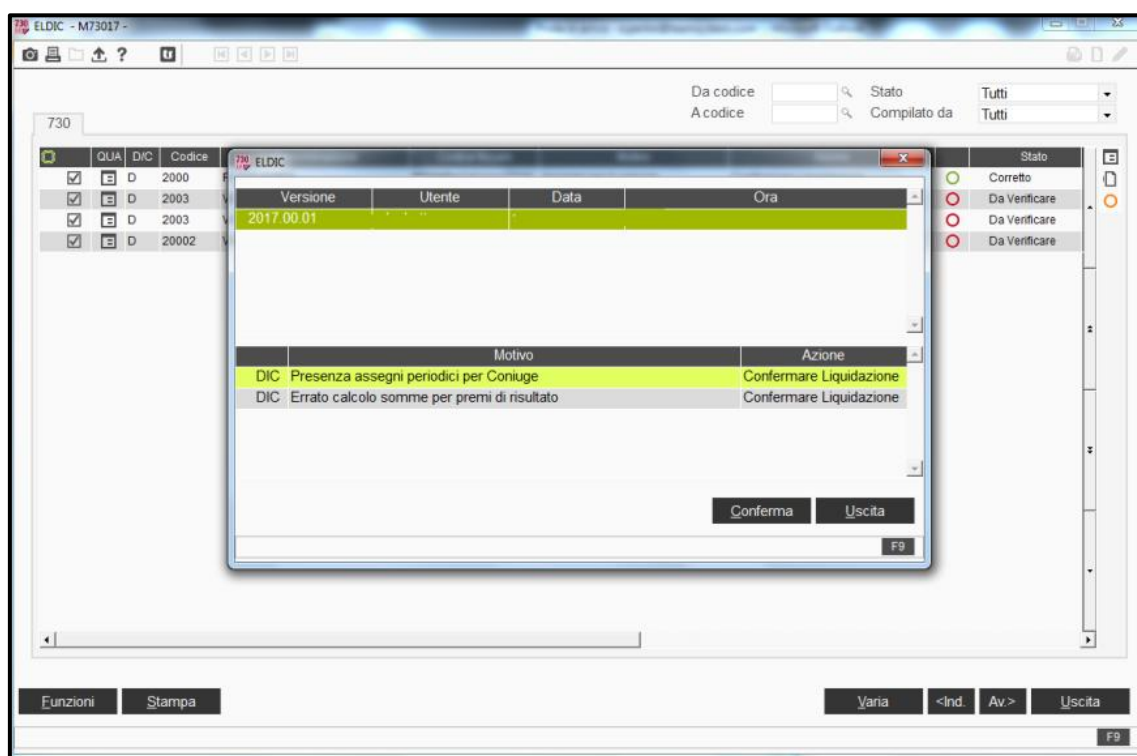 730 ELDIC - M73017 -
? tt
Da codice Stato Tutti
A codice Compilato da Tutti
730
QUA D/C Codice Stato
D 2000 Corretto
D 2003 Da Verificare
D 2003 Da Verificare
D 20002 Da Verificare
730 ELDIC
Versione Utente Data Ora
2017.00.01
Motivo Azione
DIC Presenza assegni periodici per Coniuge Confermare Liquidazione
DIC Errato calcolo somme per premi di risultato Confermare Liquidazione
Conferma Uscita
F9
Funzioni Stampa Varia <Ind. Av.> Uscita
F9